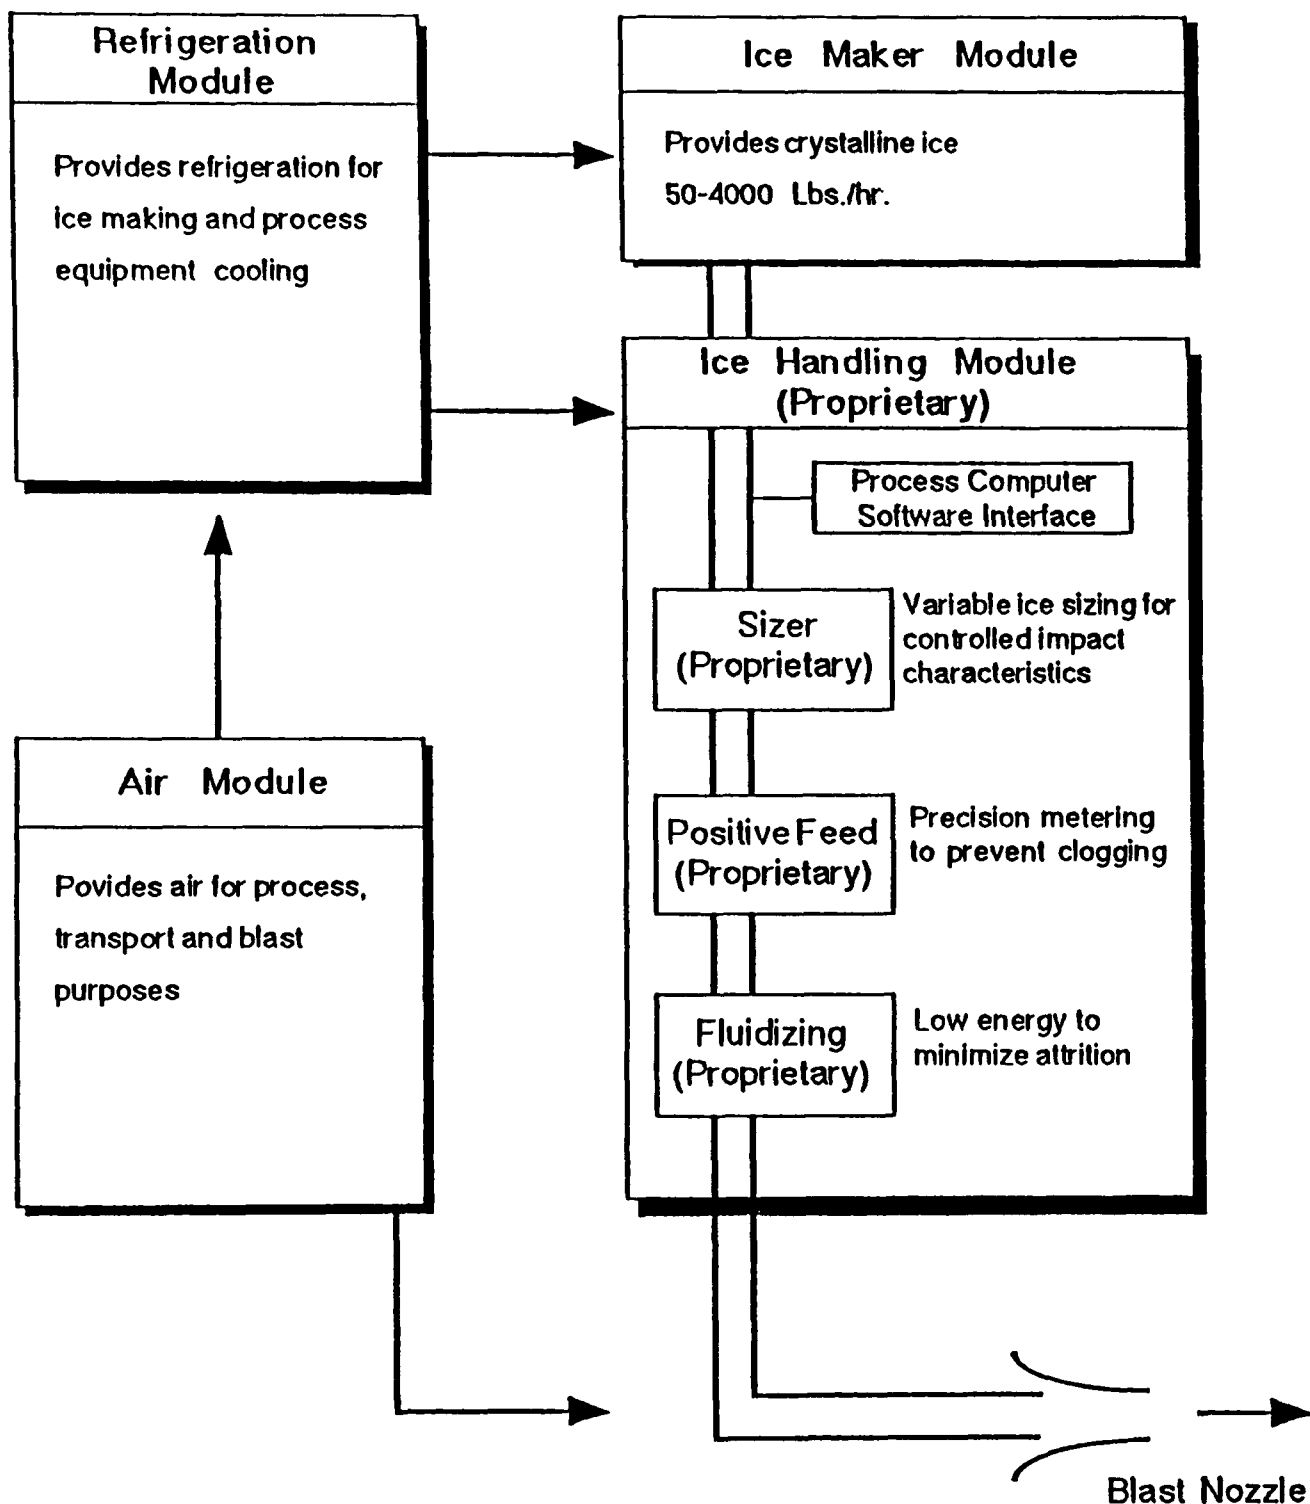 Refrigeration
Module
Provides refrigeration for
ice making and process
equipment cooling
Ice Maker Module
Provides crystalline ice
50-4000 Lbs./hr.
Ice Handling Module
(Proprietary)
Process Computer
Software Interface
Sizer
(Proprietary)
Variable ice sizing for
controlled impact
characteristics
Air Module
Povides air for process,
transport and blast
purposes
Positive Feed
(Proprietary)
Precision metering
to prevent clogging
Fluidizing
(Proprietary)
Low energy to
minimize attrition
Blast Nozzle